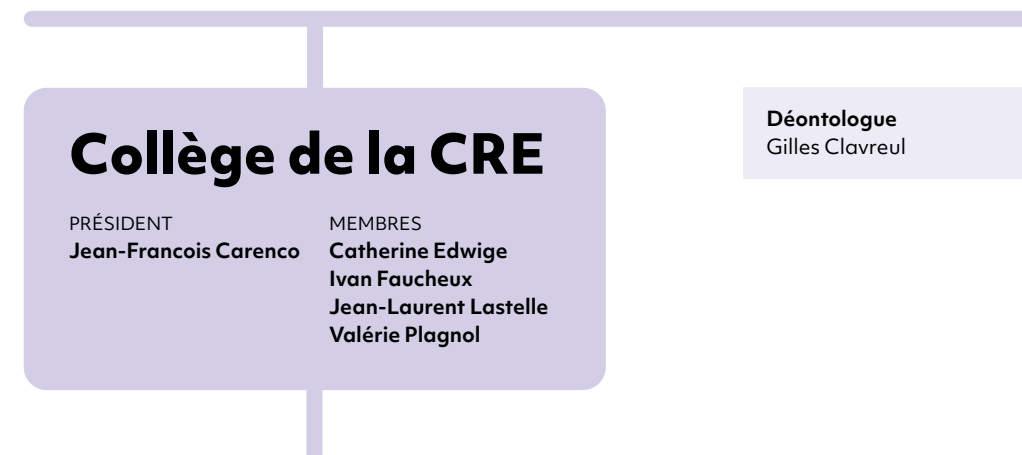 Collège de la CRE
PRÉSIDENT
Jean-Francois Carenco
MEMBRES
Catherine Edwige
Ivan Faucheux
Jean-Laurent Lastelle
Valérie Plagnol
Déontologue
Gilles Clavreul